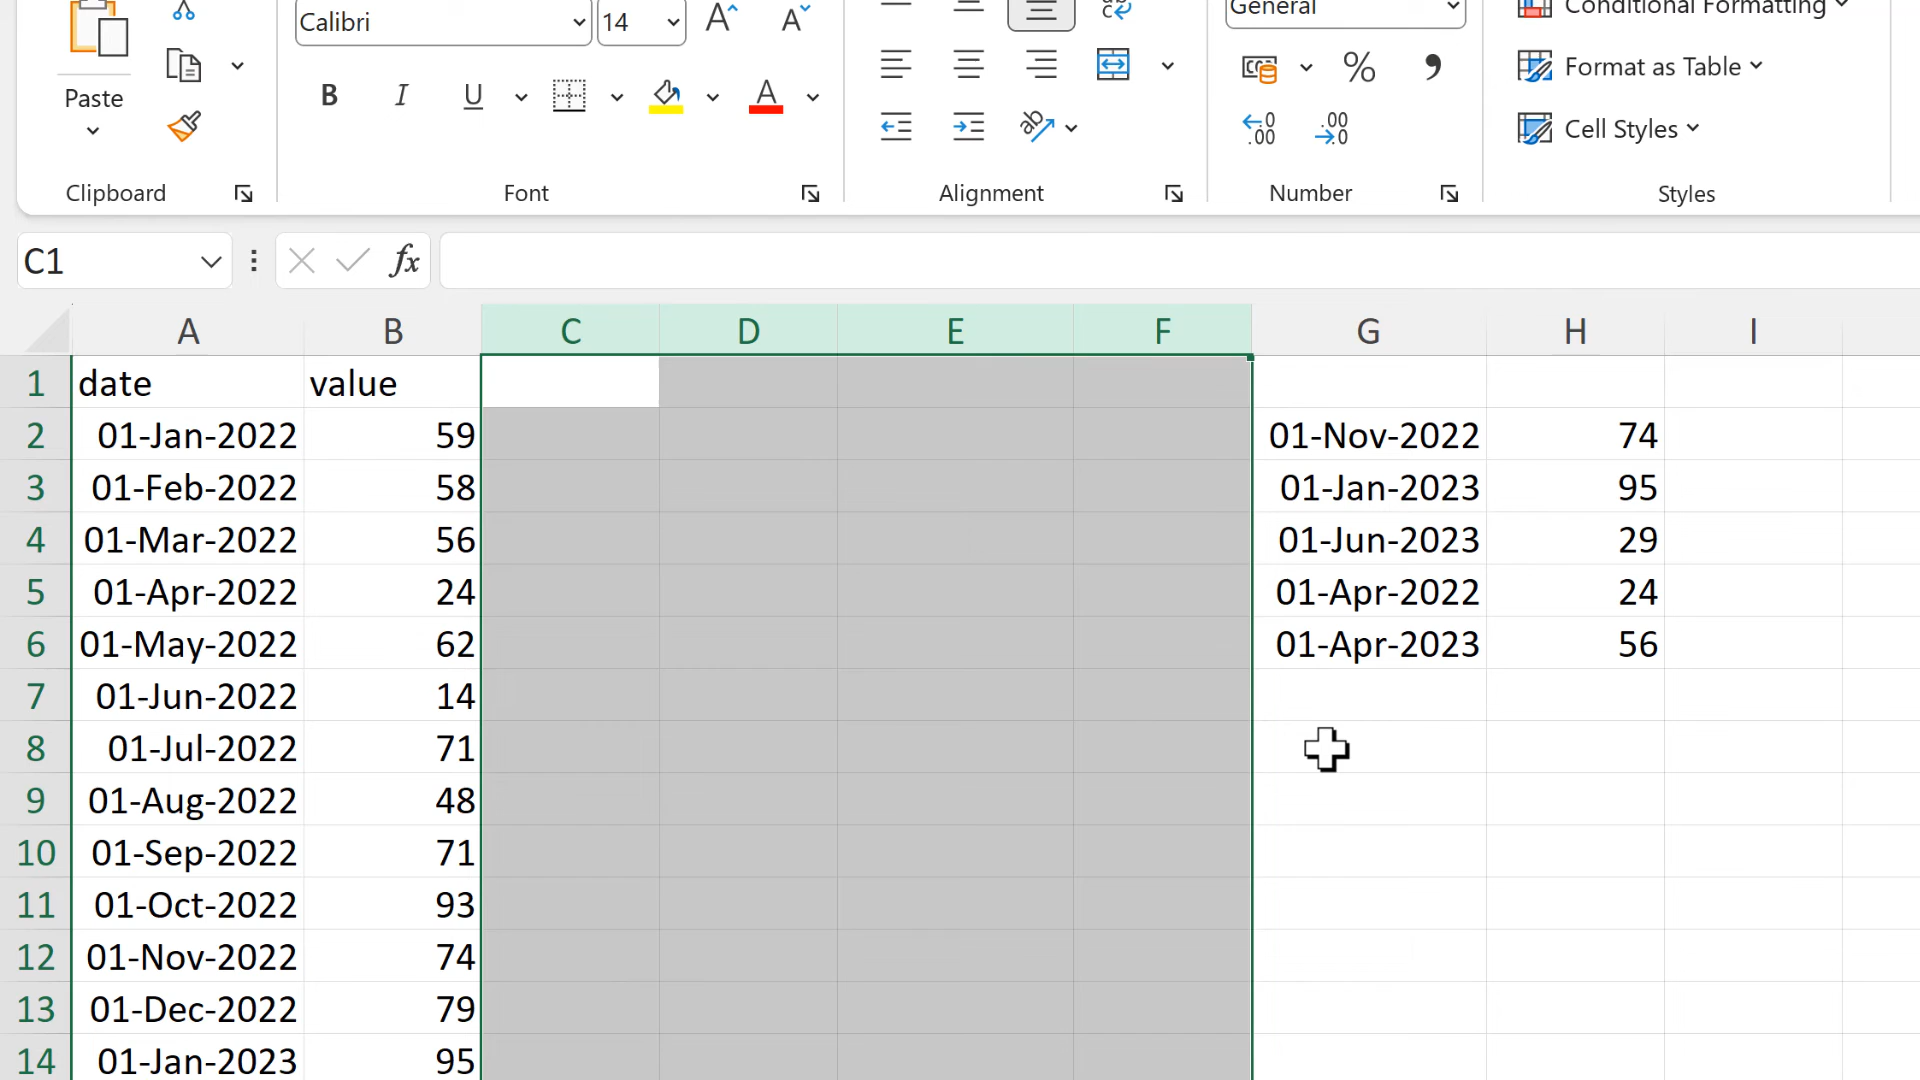 Calibri 14 General Conditional Formatting
Paste B I U A % , Format as Table
Cell Styles
Clipboard Font Alignment Number Styles
C1 fx
A B C D E F G H I
1 date value
2 01-Jan-2022 59 01-Nov-2022 74
3 01-Feb-2022 58 01-Jan-2023 95
4 01-Mar-2022 56 01-Jun-2023 29
5 01-Apr-2022 24 01-Apr-2022 24
6 01-May-2022 62 01-Apr-2023 56
7 01-Jun-2022 14
8 01-Jul-2022 71
9 01-Aug-2022 48
10 01-Sep-2022 71
11 01-Oct-2022 93
12 01-Nov-2022 74
13 01-Dec-2022 79
14 01-Jan-2023 95